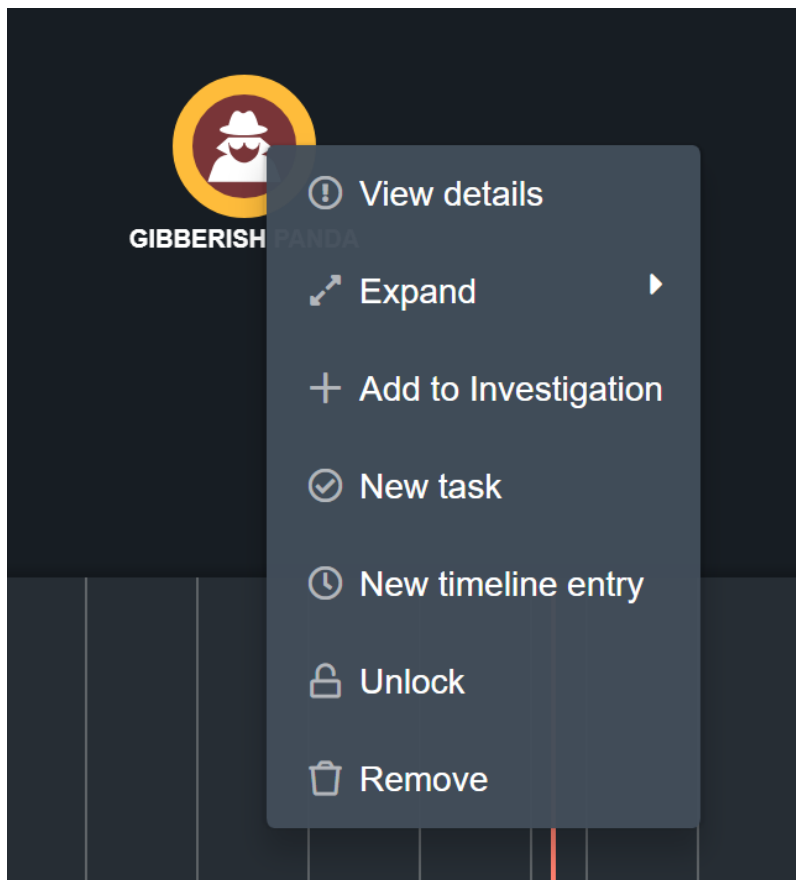 GIBBERISH PANDA
View details
Expand
Add to Investigation
New task
New timeline entry
Unlock
Remove